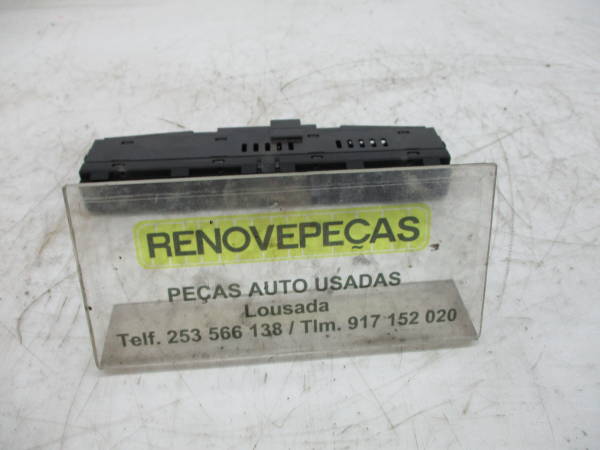 RENOVEPEÇAS
PEÇAS AUTO USADAS
Lousada
Telf. 253 566 138 / Tlm. 917 152 020